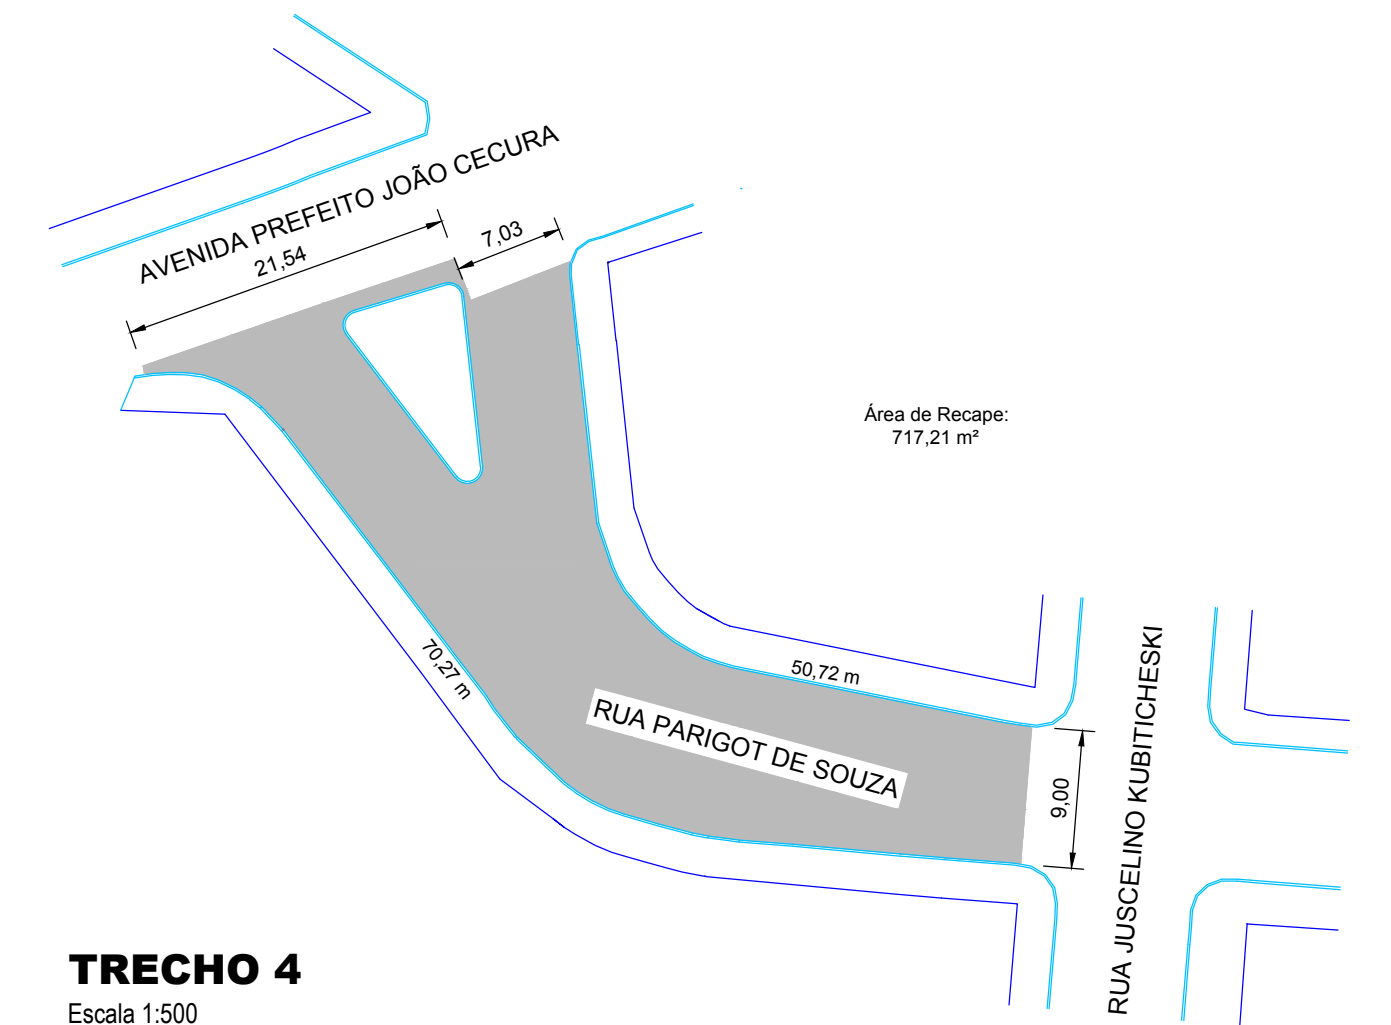 AVENIDA PREFEITO JOÃO CECURA
21,54
7,03
Área de Recape:
717,21 m²
70,27 m
50,72 m
RUA PARIGOT DE SOUZA
9,00
RUA JUSCELINO KUBITICHESKI
TRECHO 4
Escala 1:500